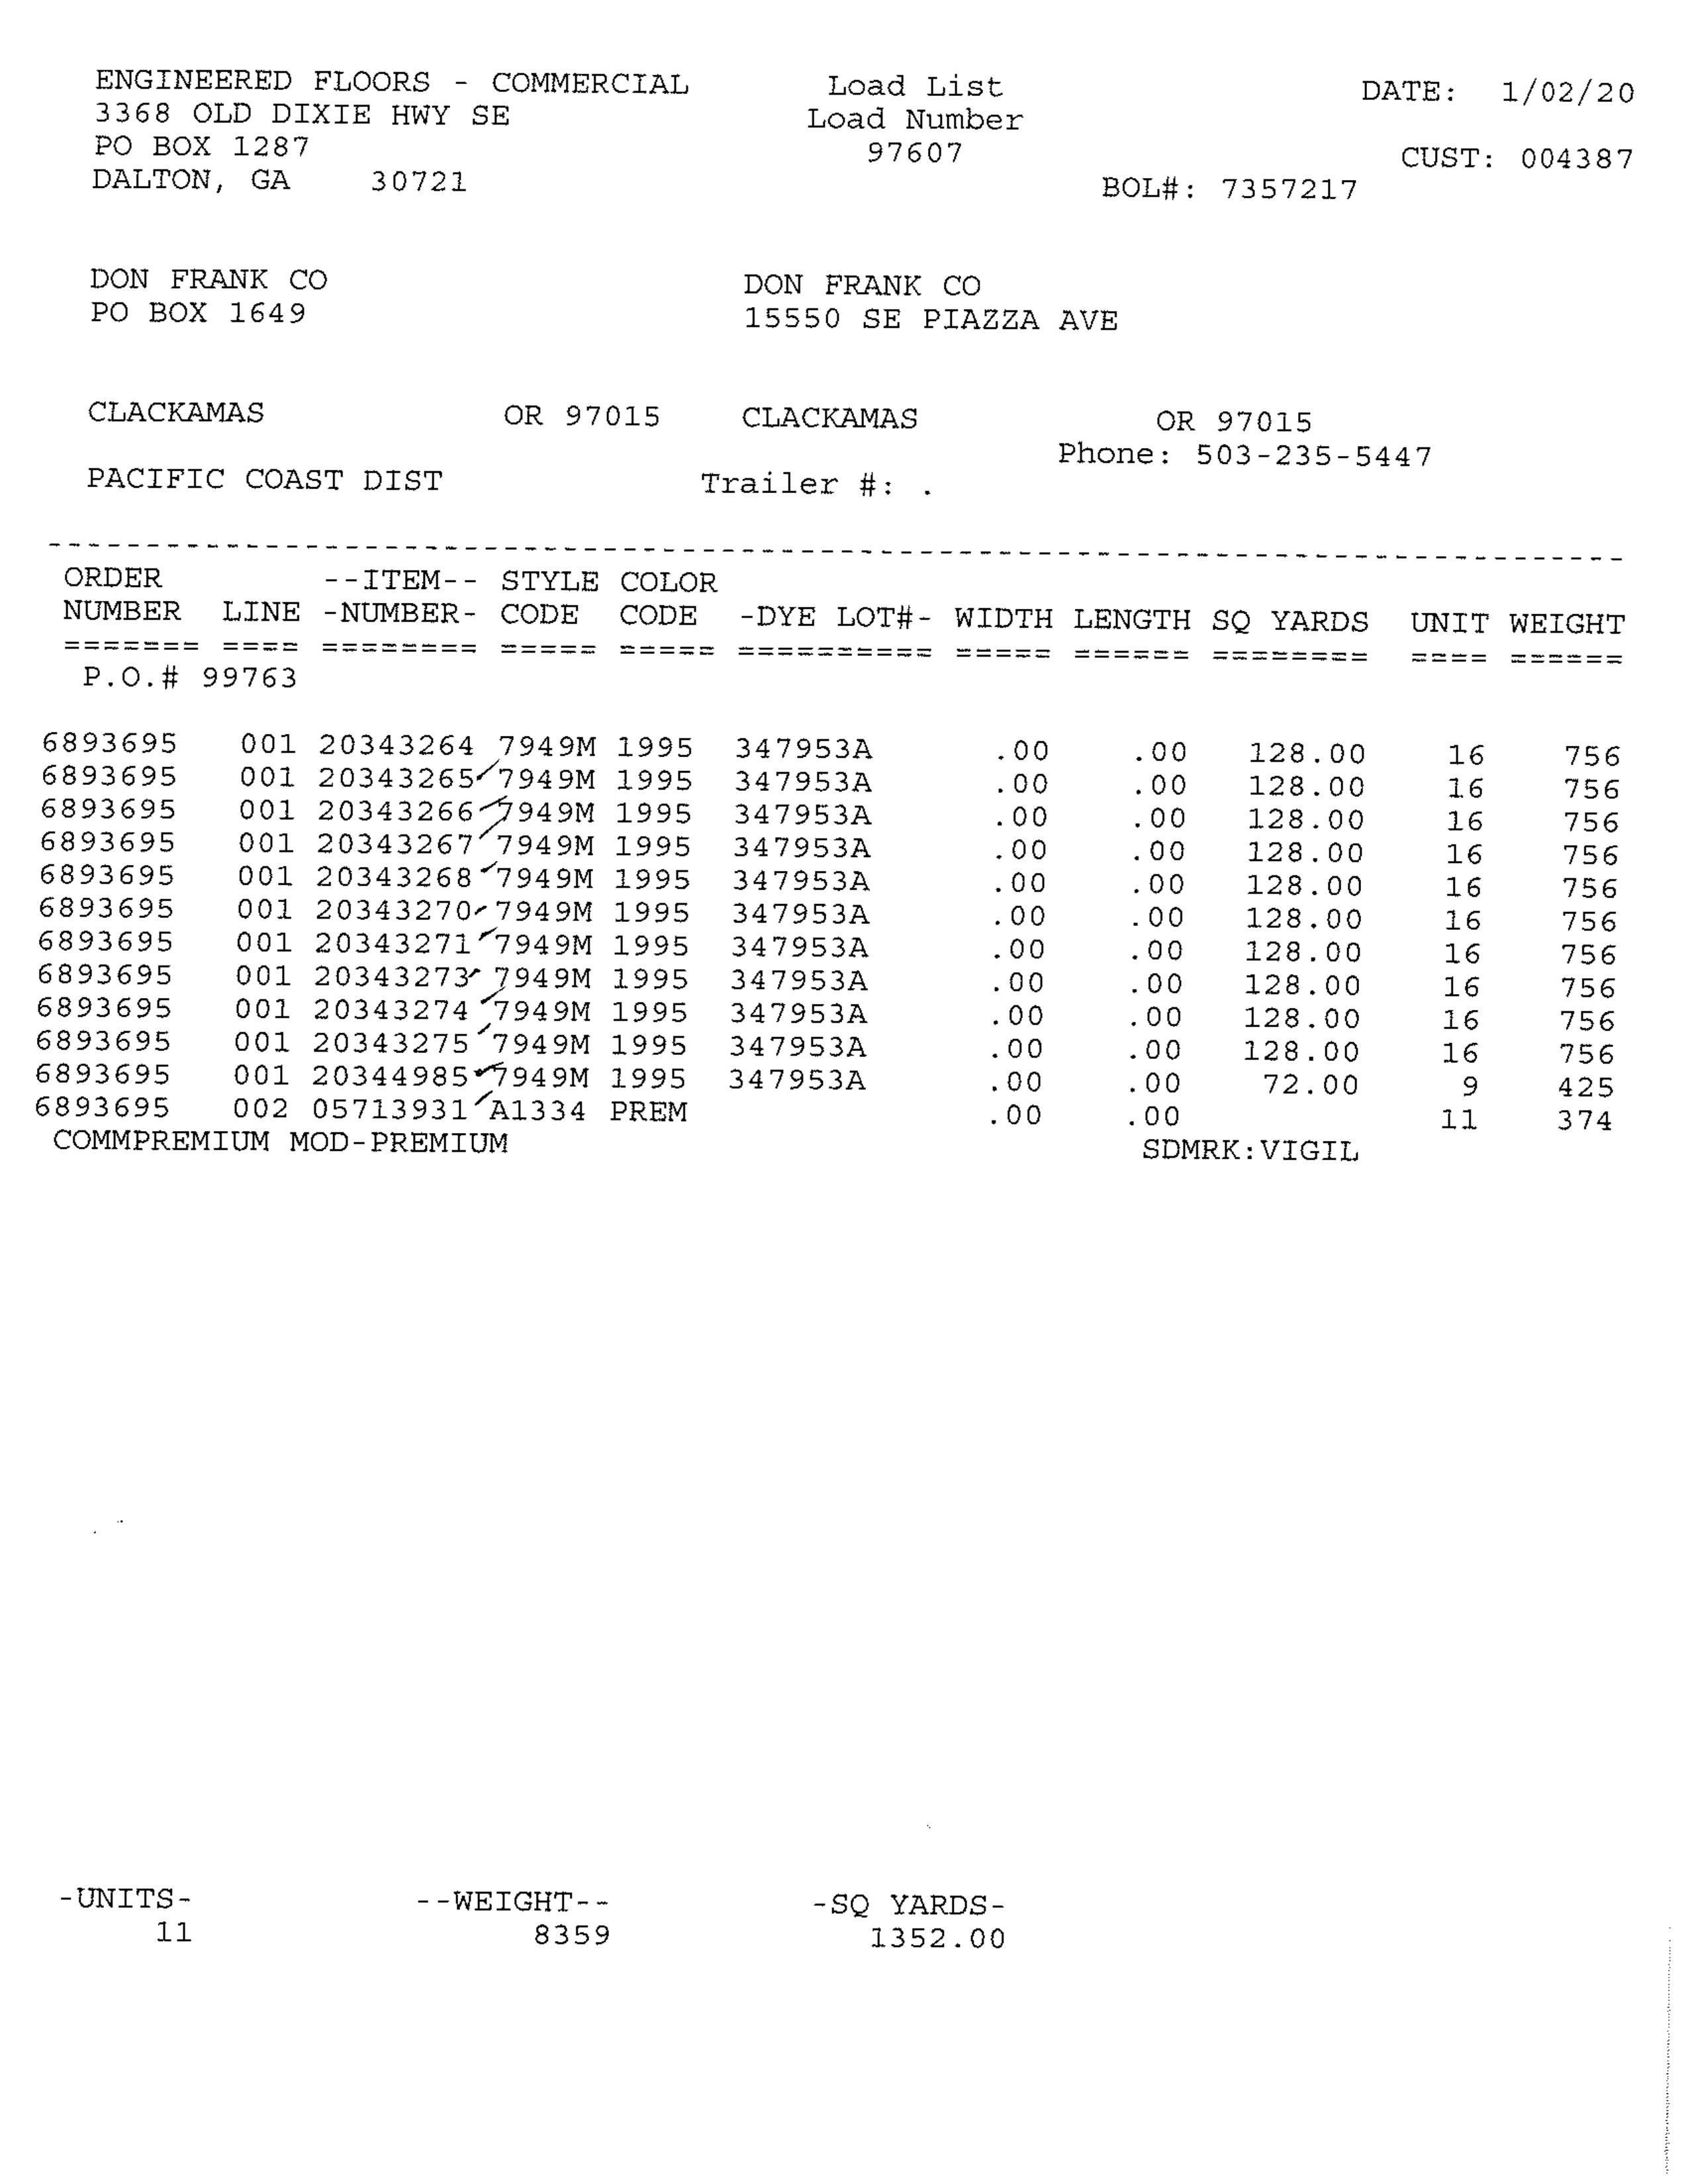 ENGINEERED FLOORS - COMMERCIAL Load List DATE: 1/02/20
3368 OLD DIXIE HWY SE Load Number
PO BOX 1287 97607 CUST: 004387
DALTON, GA 30721 BOL#: 7357217
DON FRANK CO DON FRANK CO
PO BOX 1649 15550 SE PIAZZA AVE
CLACKAMAS OR 97015 CLACKAMAS OR 97015
Phone: 503-235-5447
PACIFIC COAST DIST Trailer #: .
ORDER --ITEM-- STYLE COLOR
NUMBER LINE -NUMBER- CODE CODE -DYE LOT#- WIDTH LENGTH SQ YARDS UNIT WEIGHT
======= ==== ======== ===== ===== ========== ===== ====== ======== ==== ======
P.O.# 99763
6893695 001 20343264 7949M 1995 347953A .00 .00 128.00 16 756
6893695 001 20343265 7949M 1995 347953A .00 .00 128.00 16 756
6893695 001 20343266 7949M 1995 347953A .00 .00 128.00 16 756
6893695 001 20343267 7949M 1995 347953A .00 .00 128.00 16 756
6893695 001 20343268 7949M 1995 347953A .00 .00 128.00 16 756
6893695 001 20343270 7949M 1995 347953A .00 .00 128.00 16 756
6893695 001 20343271 7949M 1995 347953A .00 .00 128.00 16 756
6893695 001 20343273 7949M 1995 347953A .00 .00 128.00 16 756
6893695 001 20343274 7949M 1995 347953A .00 .00 128.00 16 756
6893695 001 20343275 7949M 1995 347953A .00 .00 128.00 16 756
6893695 001 20344985 7949M 1995 347953A .00 .00 72.00 9 425
6893695 002 05713931 A1334 PREM .00 .00 11 374
COMMPREMIUM MOD-PREMIUM SDMRK:VIGIL
-UNITS- --WEIGHT-- -SQ YARDS-
11 8359 1352.00